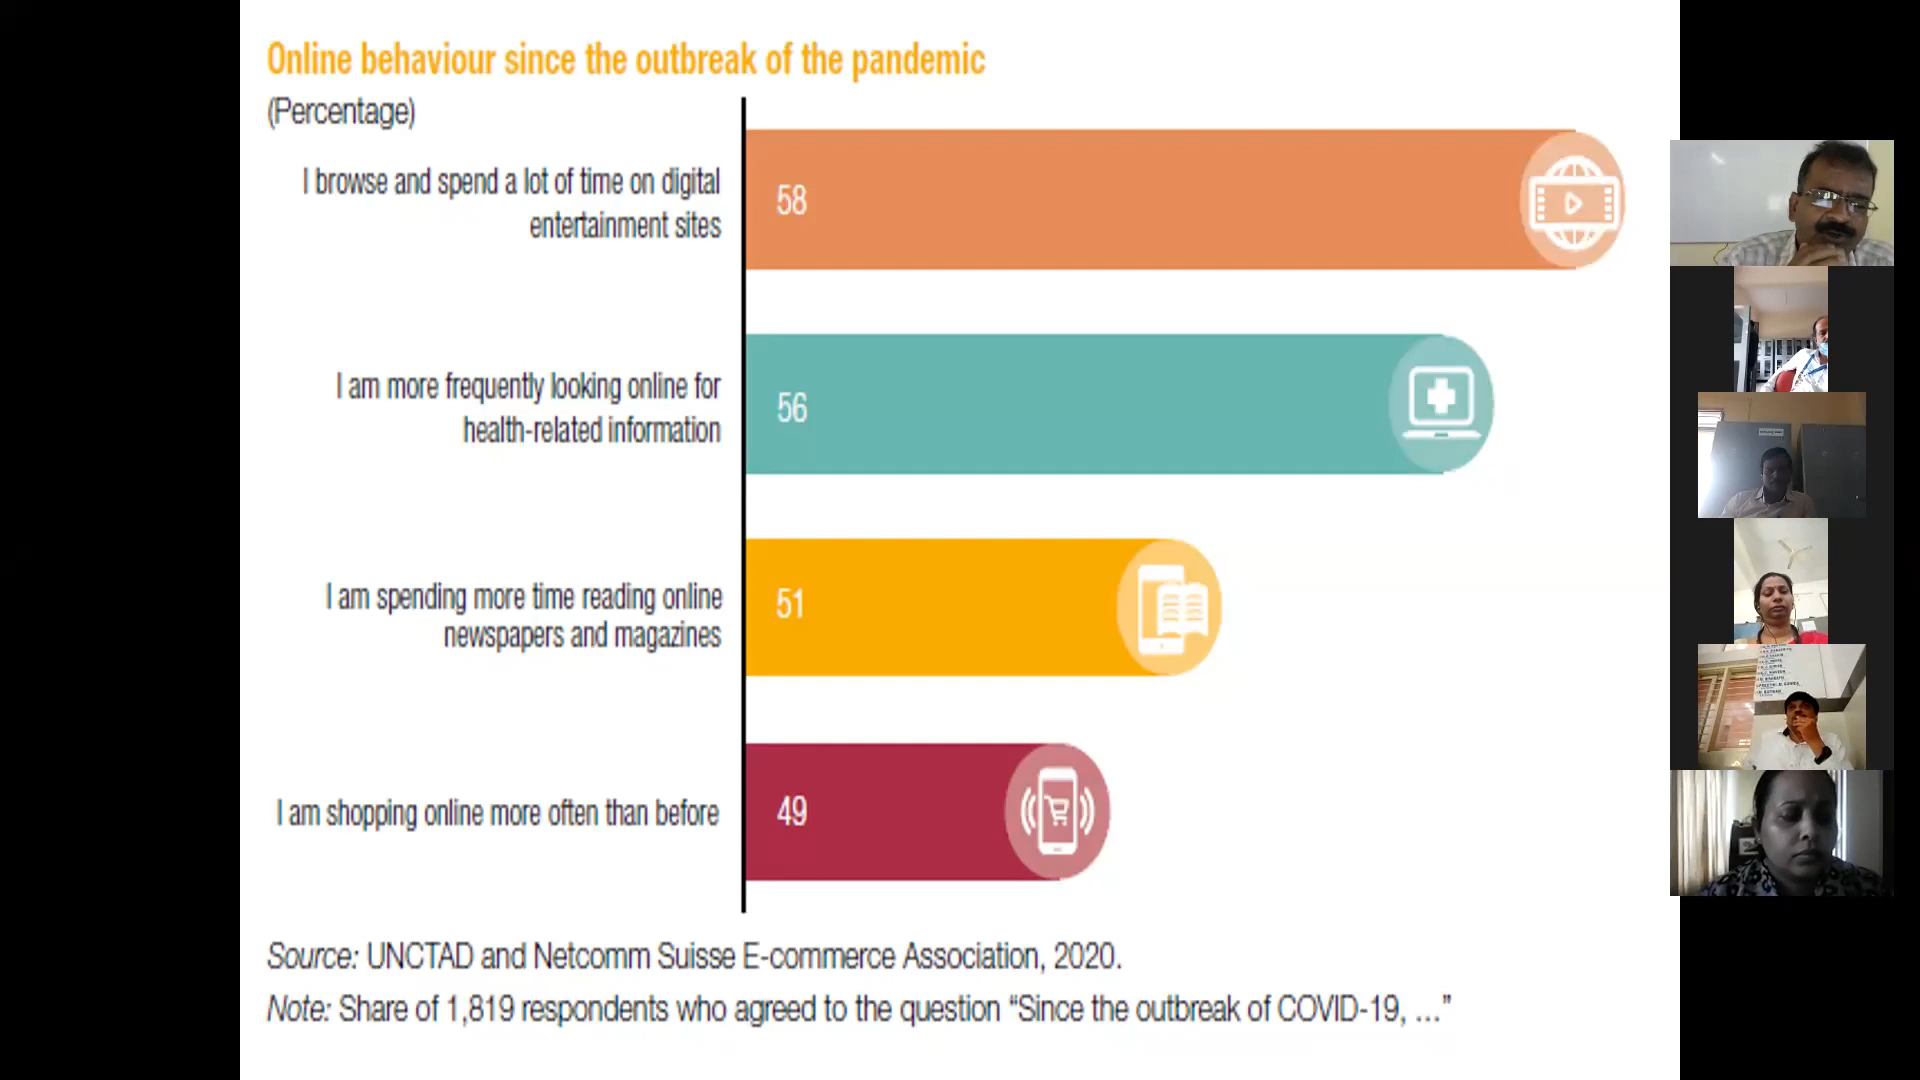 Online behaviour since the outbreak of the pandemic
(Percentage)
I browse and spend a lot of time on digital
entertainment sites
58
I am more frequently looking online for
health-related information
56
I am spending more time reading online
newspapers and magazines
51
I am shopping online more often than before
49
Source: UNCTAD and Netcomm Suisse E-commerce Association, 2020.
Note: Share of 1,819 respondents who agreed to the question “Since the outbreak of COVID-19, ...”